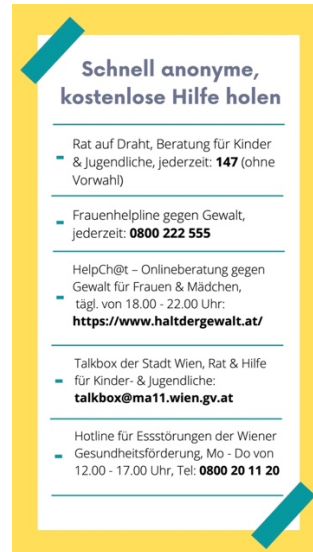 Schnell anonyme,
kostenlose Hilfe holen
- Rat auf Draht, Beratung für Kinder
& Jugendliche, jederzeit: 147 (ohne
Vorwahl)
- Frauenhelpline gegen Gewalt,
jederzeit: 0800 222 555
HelpCh@t – Onlineberatung gegen
Gewalt für Frauen & Mädchen,
- tägl. von 18.00 - 22.00 Uhr:
https://www.haltdergewalt.at/
Talkbox der Stadt Wien, Rat & Hilfe
- für Kinder- & Jugendliche:
talkbox@ma11.wien.gv.at
Hotline für Essstörungen der Wiener
- Gesundheitsförderung, Mo - Do von
12.00 - 17.00 Uhr, Tel: 0800 20 11 20